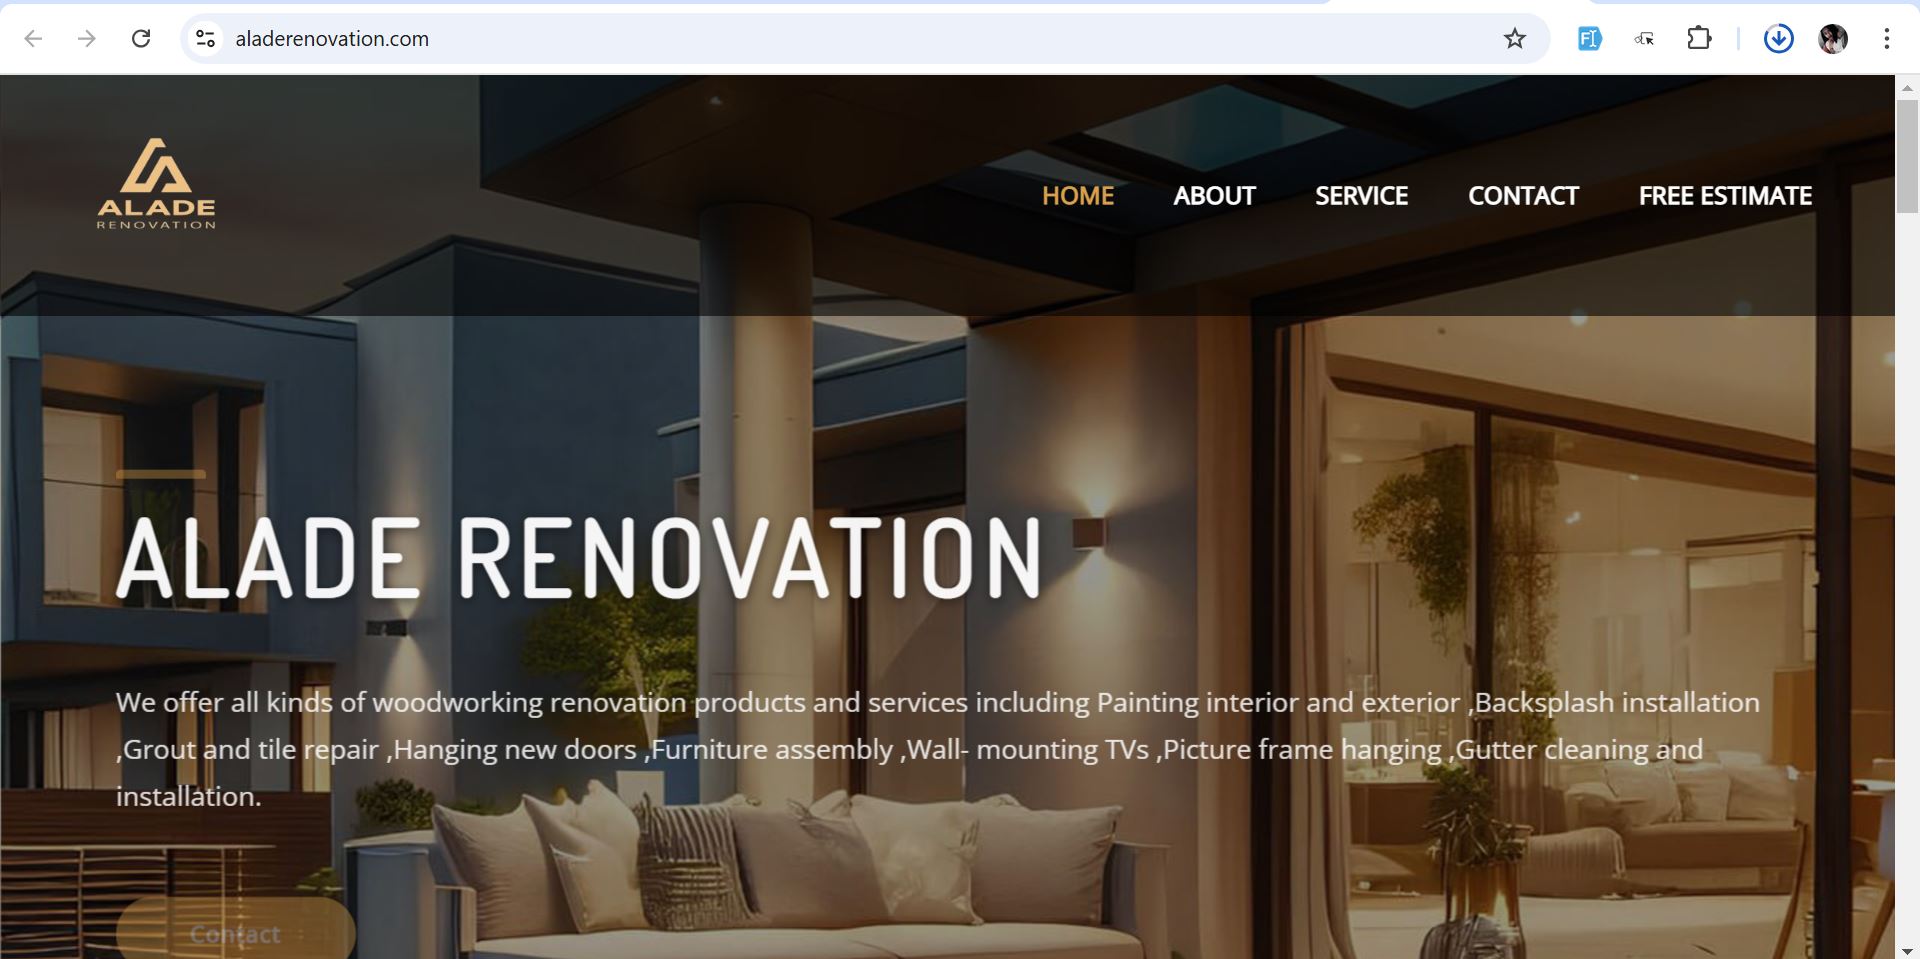 aladerenovation.com
ALADE
RENOVATION
HOME ABOUT SERVICE CONTACT FREE ESTIMATE
ALADE RENOVATION
We offer all kinds of woodworking renovation products and services including Painting interior and exterior ,Backsplash installation
,Grout and tile repair ,Hanging new doors ,Furniture assembly ,Wall- mounting TVs ,Picture frame hanging ,Gutter cleaning and
installation.
Contact